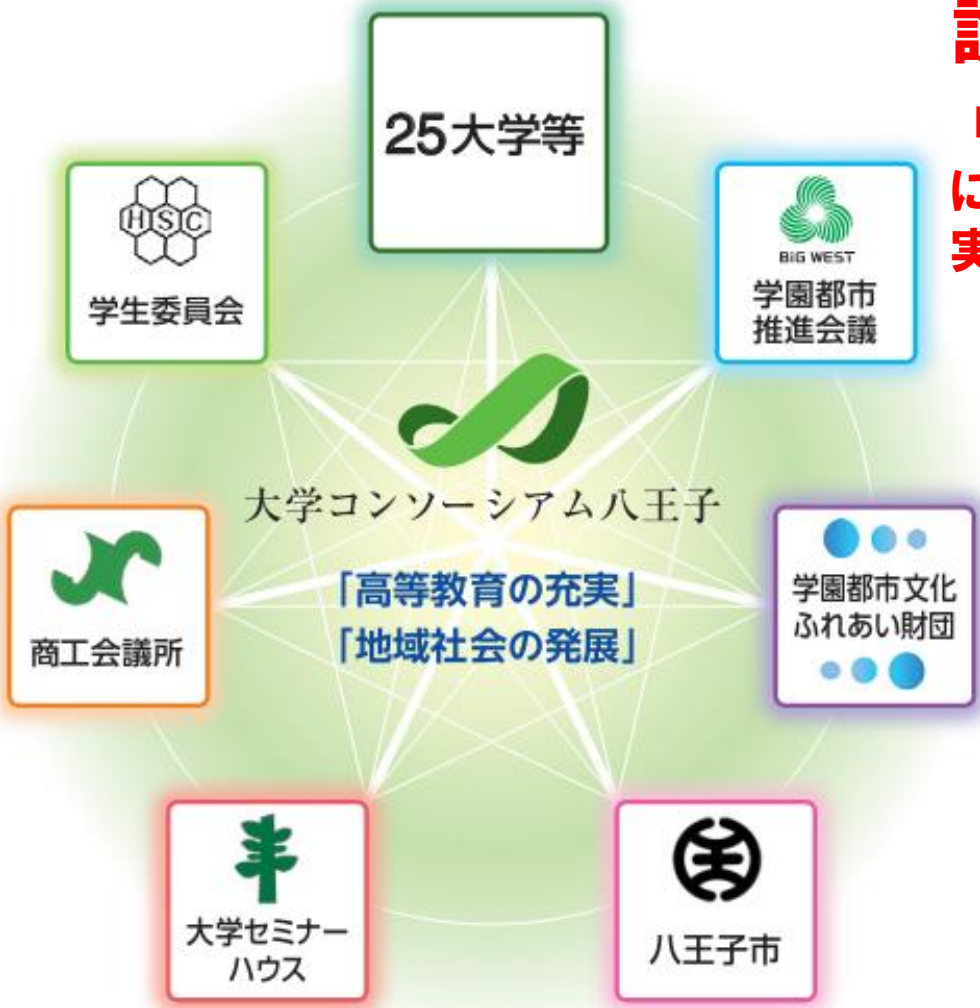 25大学等
HSC
学生委員会
BiG WEST
学園都市
推進会議
大学コンソーシアム八王子
「高等教育の充実」
「地域社会の発展」
商工会議所
学園都市文化
ふれあい財団
大学セミナー
ハウス
八王子市
に
実